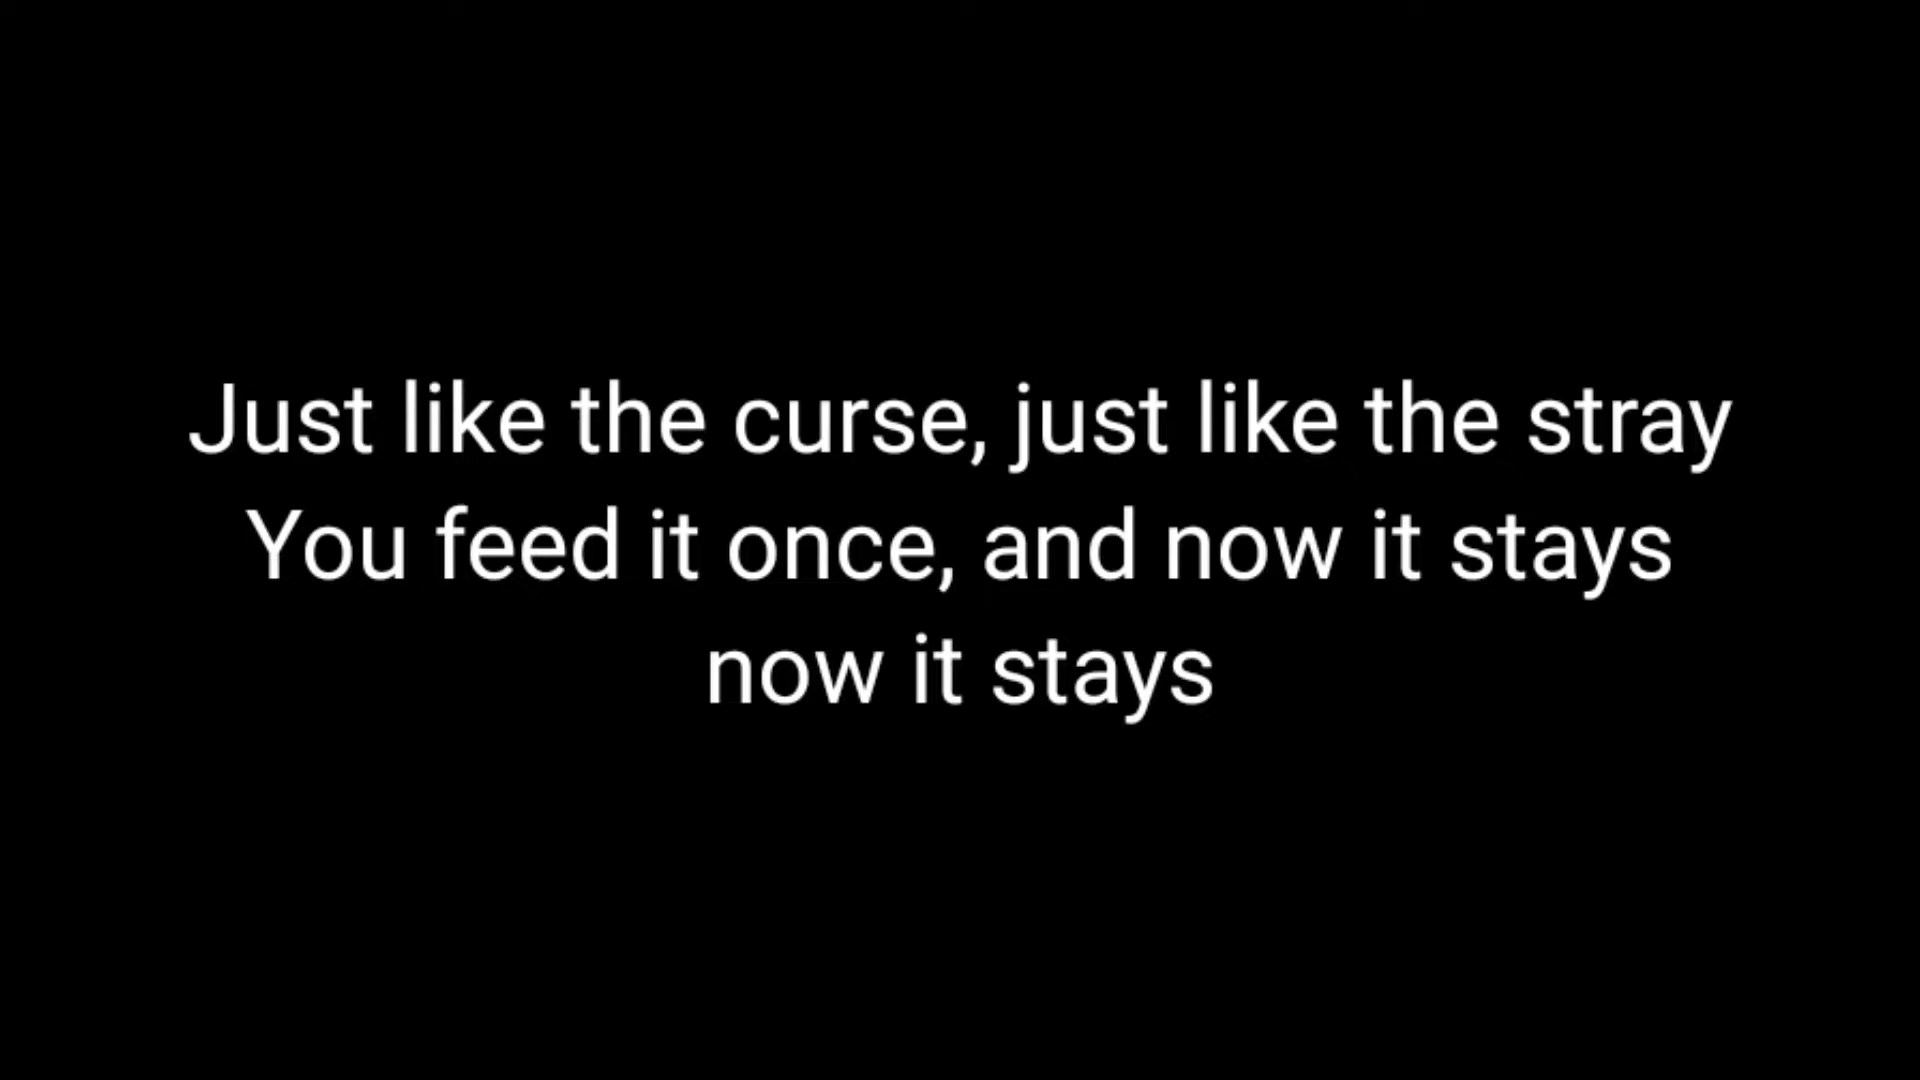 Just like the curse, just like the stray
You feed it once, and now it stays
now it stays